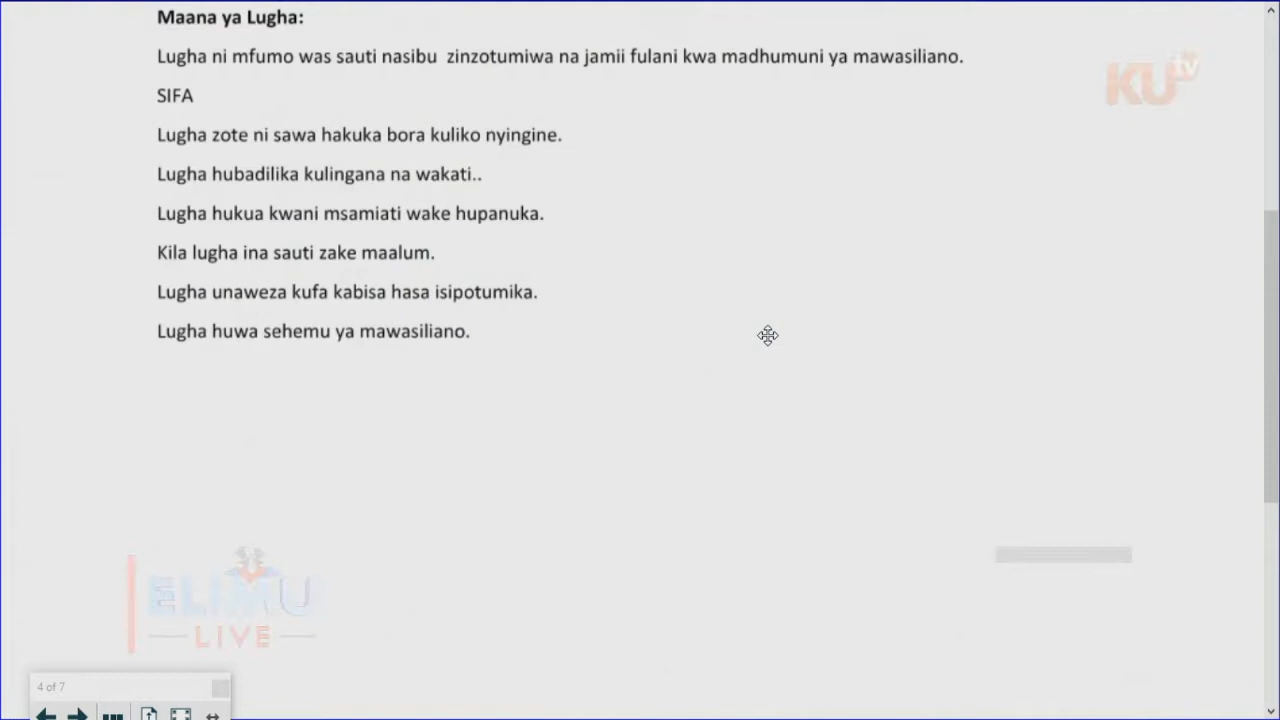 Maana ya Lugha:
Lugha ni mfumo was sauti nasibu zinzotumiwa na jamii fulani kwa madhumuni ya mawasiliano.
KU tv
SIFA
Lugha zote ni sawa hakuka bora kuliko nyingine.
Lugha hubadilika kulingana na wakati..
Lugha hukua kwani msamiati wake hupanuka.
Kila lugha ina sauti zake maalum.
Lugha unaweza kufa kabisa hasa isipotumika.
Lugha huwa sehemu ya mawasiliano.
ELIMU
LIVE
4 of 7